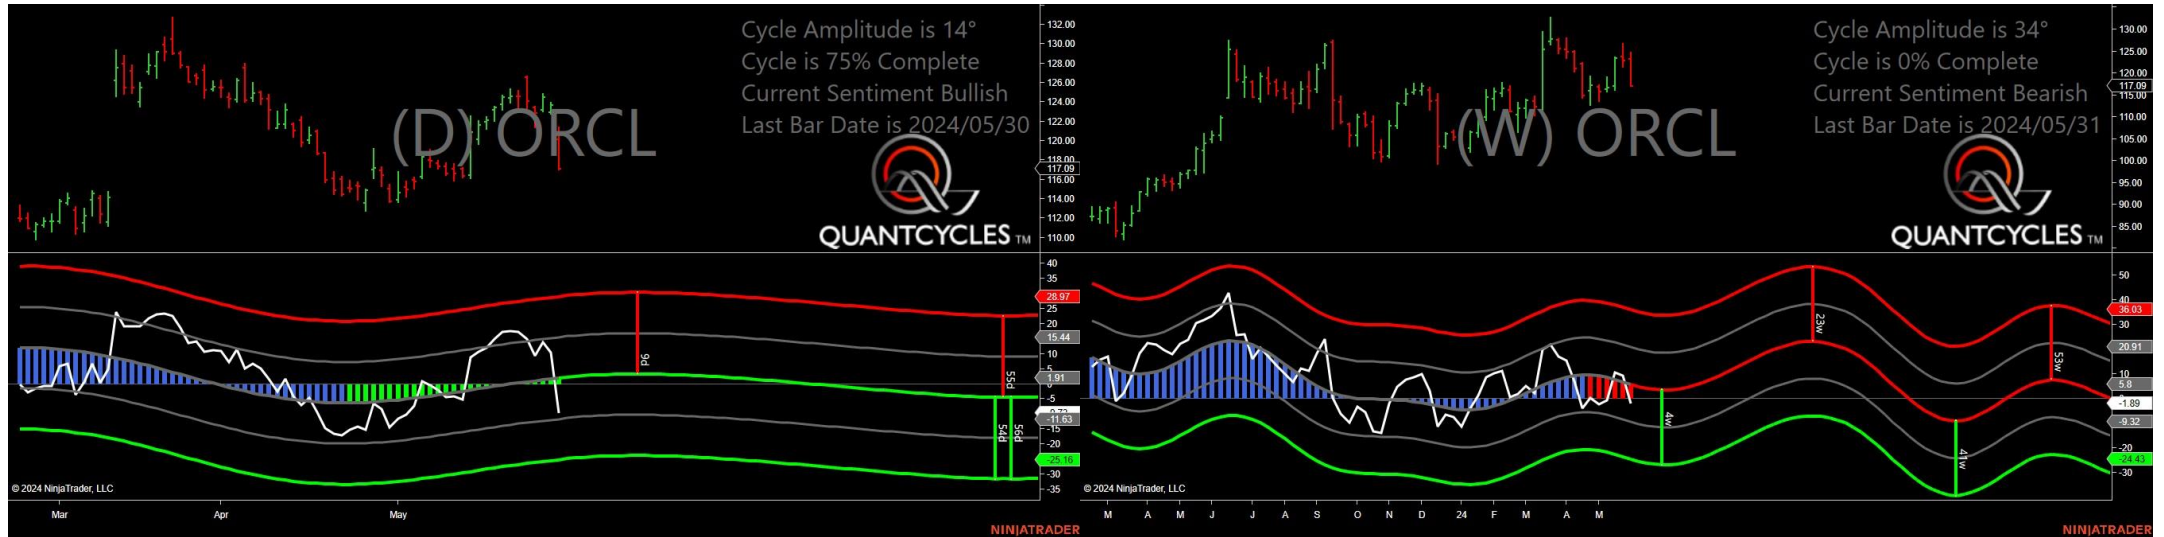 Cycle Amplitude is 14°
Cycle is 75% Complete
Current Sentiment Bullish
Last Bar Date is 2024/05/30
(D) ORCL
QUANTCYCLES TM
132.00
130.00
128.00
126.00
124.00
122.00
120.00
118.00
117.09
116.00
114.00
112.00
110.00
40
35
28.97
25
20
15.44
10
5
1.91
-5
-11.63
-15
-20
-25.16
-30
-35
9d
55d
54d
56d
© 2024 NinjaTrader, LLC
Mar
Apr
May
NINJATRADER
Cycle Amplitude is 34°
Cycle is 0% Complete
Current Sentiment Bearish
Last Bar Date is 2024/05/31
(W) ORCL
QUANTCYCLES TM
130.00
125.00
120.00
117.09
115.00
110.00
105.00
100.00
95.00
90.00
85.00
50
40
36.03
30
20.91
5.8
-1.89
-9.32
-20
-24.43
-30
4w
23w
41w
53w
© 2024 NinjaTrader, LLC
M A M J J A S O N D 24 F M A M
NINJATRADER